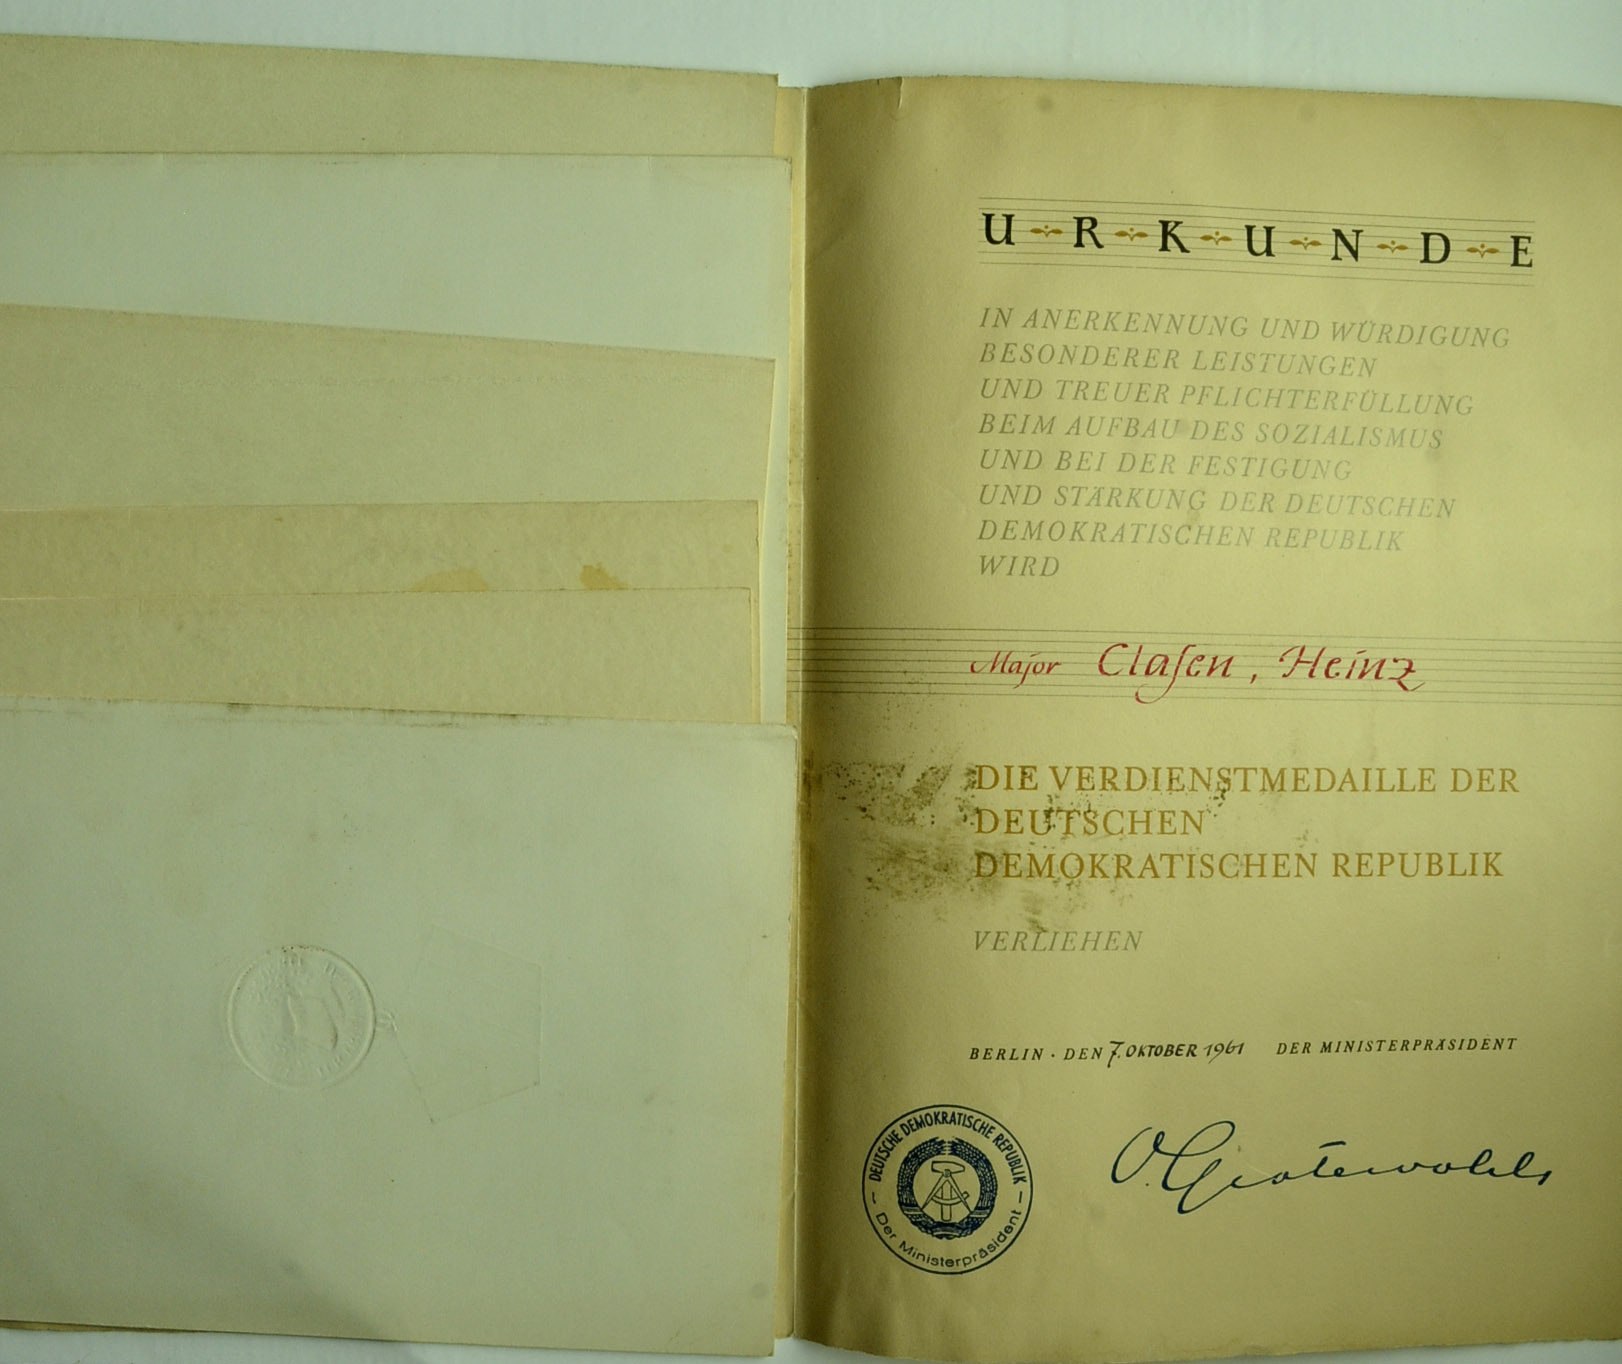 U R K U N D E
IN ANERKENNUNG UND WÜRDIGUNG
BESONDERER LEISTUNGEN
UND TREUER PFLICHTERFÜLLUNG
BEIM AUFBAU DES SOZIALISMUS
UND BEI DER FESTIGUNG
UND STÄRKUNG DER DEUTSCHEN
DEMOKRATISCHEN REPUBLIK
WIRD
Major Claſen, Heinz
DIE VERDIENSTMEDAILLE DER
DEUTSCHEN
DEMOKRATISCHEN REPUBLIK
VERLIEHEN
BERLIN · DEN 7. OKTOBER 1961 DER MINISTERPRÄSIDENT
DEUTSCHE DEMOKRATISCHE REPUBLIK
– Der Ministerpräsident –
O. Grotewohl